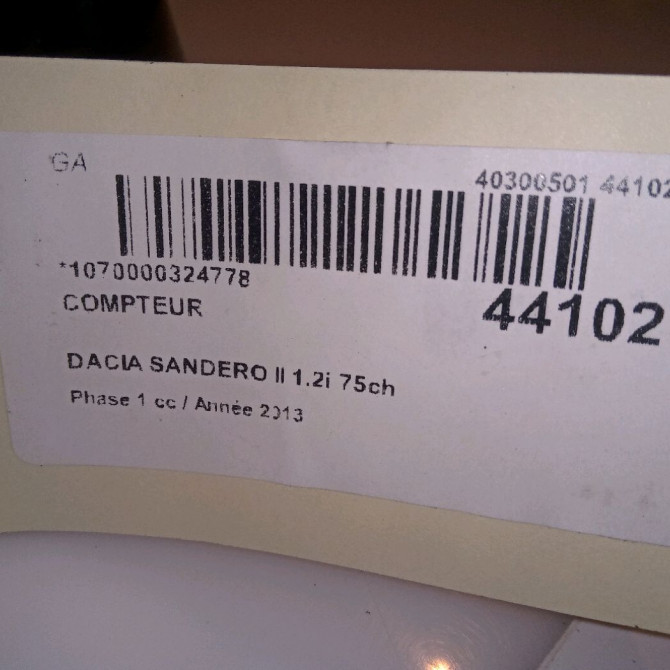 GA
40300501 44102
*1070000324778
COMPTEUR
44102
DACIA SANDERO II 1.2i 75ch
Phase 1 cc / Année 2013